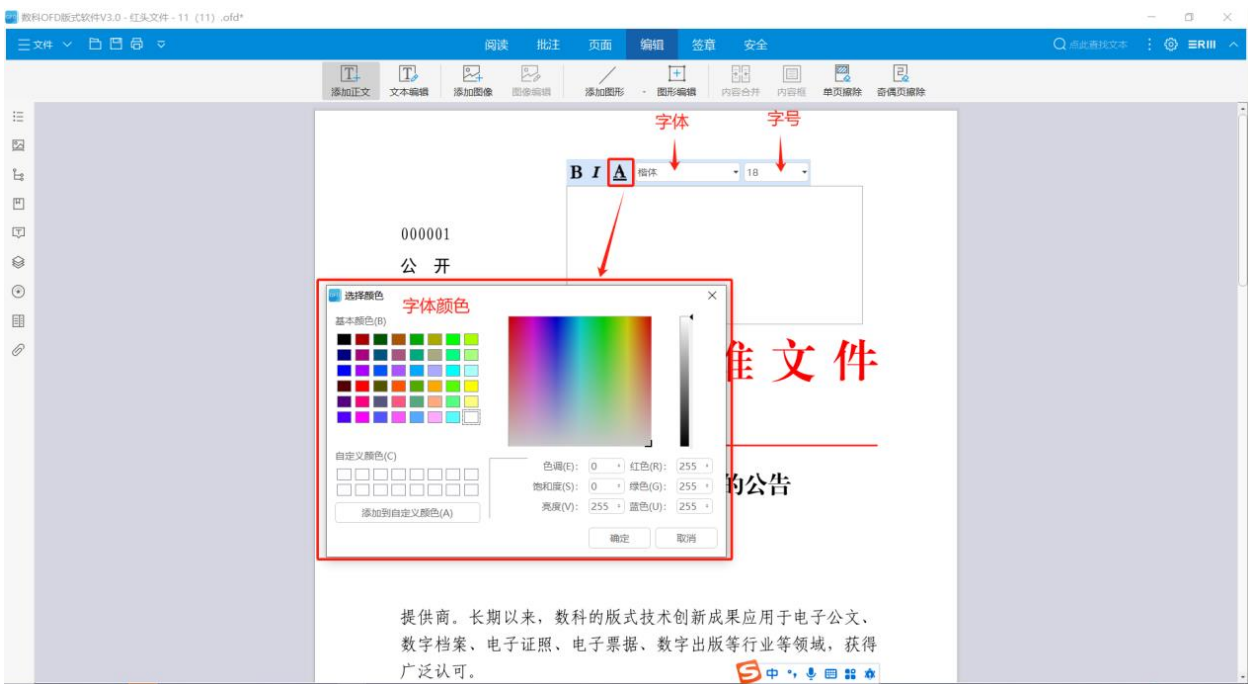 数科OFD版式软件V3.0 - 红头文件 - 11（11）.ofd*
文件
阅读 批注 页面 编辑 签章 安全
点此查找文本
添加正文 文本编辑 添加图像 图像编辑 添加图形 图形编辑 内容合并 内容框 单页擦除 奇偶页擦除
字体 字号
B I A 楷体 18
000001
公 开
选择颜色
字体颜色
基本颜色(B)
自定义颜色(C)
添加到自定义颜色(A)
色调(E): 0 红色(R): 255
饱和度(S): 0 绿色(G): 255
亮度(V): 255 蓝色(U): 255
确定 取消
准文件
的公告
提供商。长期以来，数科的版式技术创新成果应用于电子公文、
数字档案、电子证照、电子票据、数字出版等行业等领域，获得
广泛认可。
中